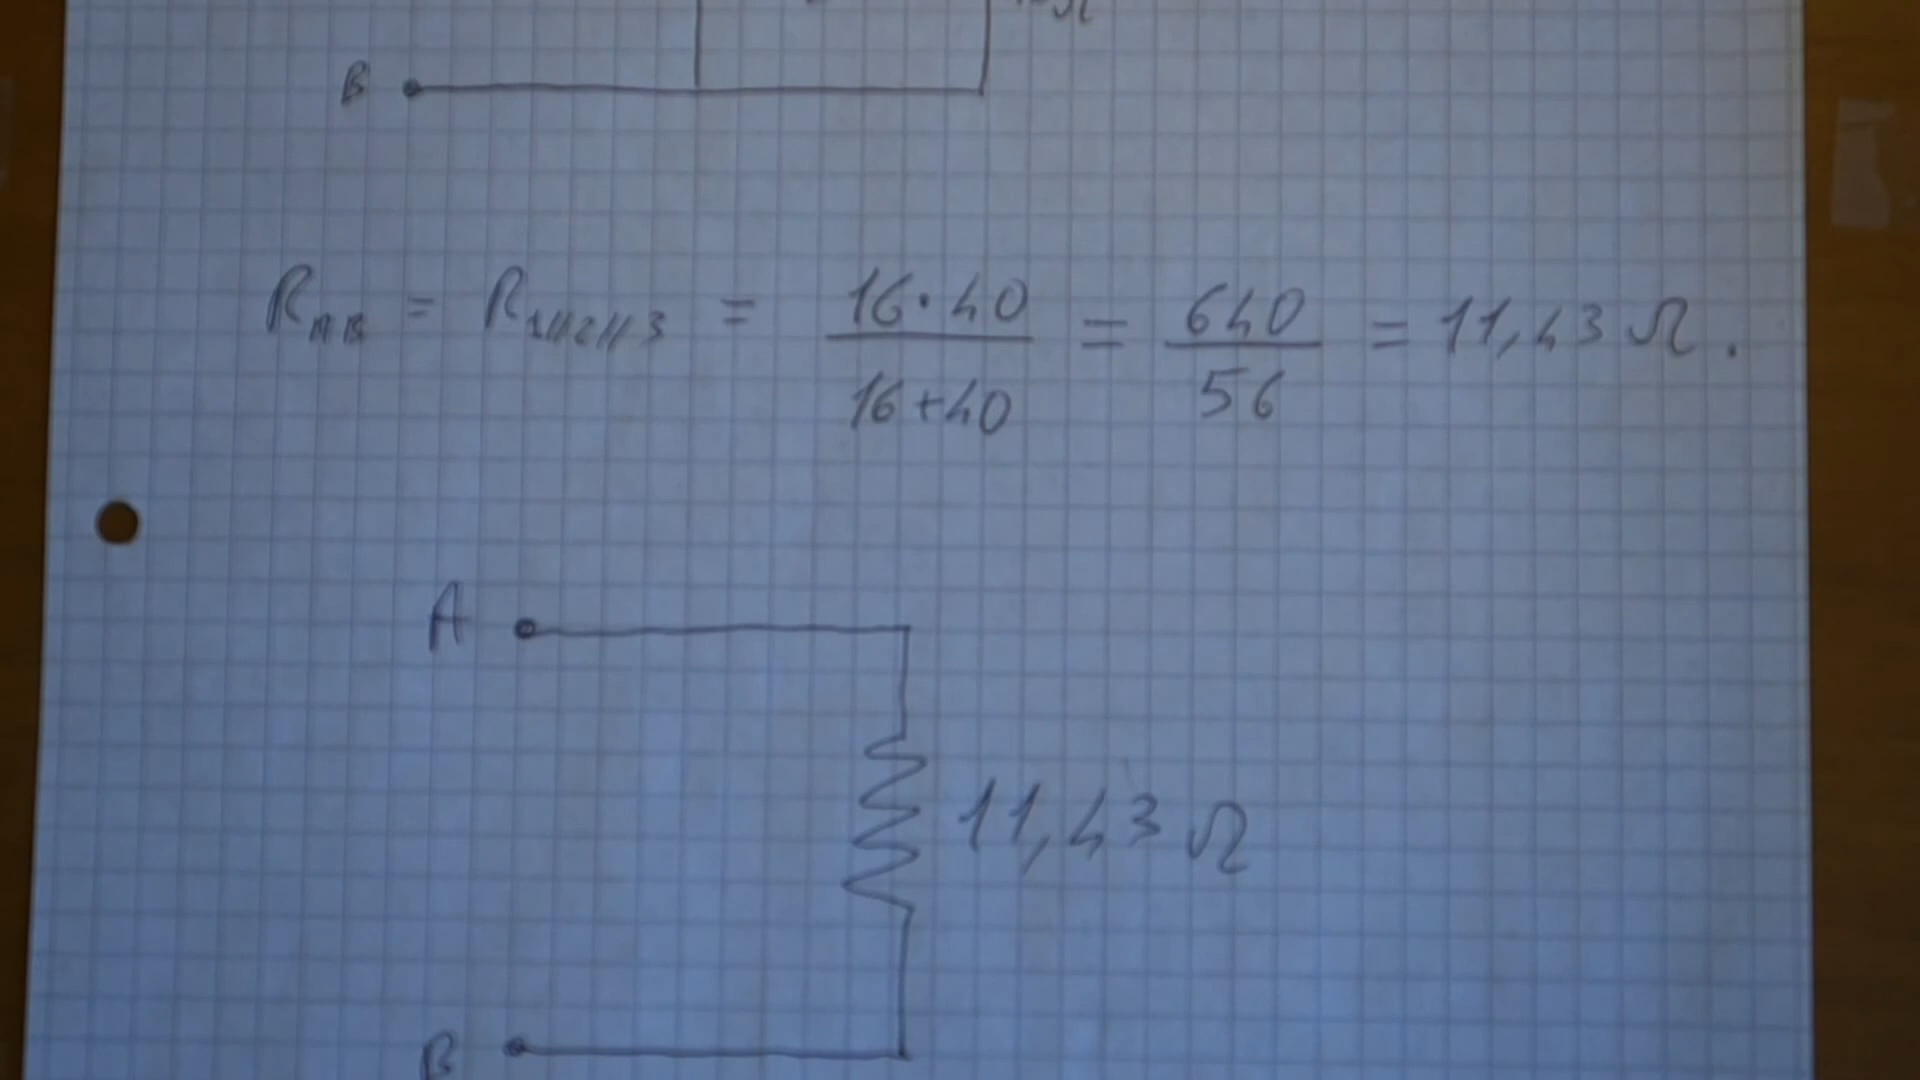 B
R_AB = R_1//2//3 = 16·40 / 16+40 = 640 / 56 = 11,43 Ω.
A
11,43 Ω
B